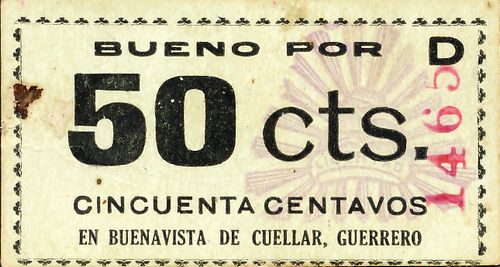 BUENO POR D
50 cts.
CINCUENTA CENTAVOS
EN BUENAVISTA DE CUELLAR, GUERRERO
1465